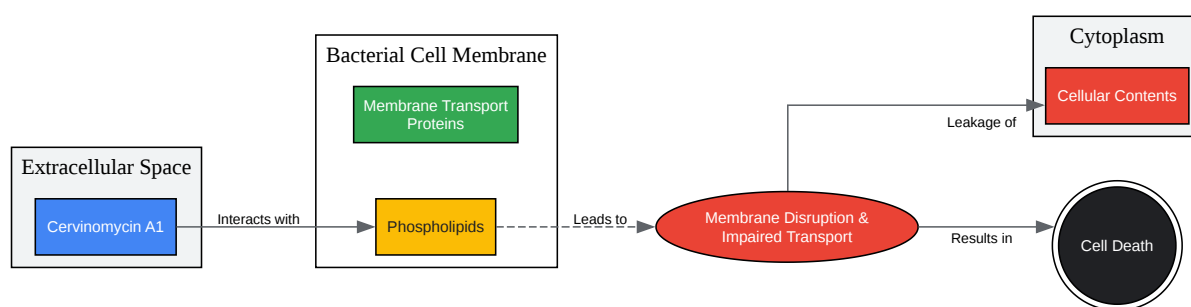 Extracellular Space
Cervinomycin A1
Interacts with
Bacterial Cell Membrane
Membrane Transport
Proteins
Phospholipids
Leads to
Membrane Disruption &
Impaired Transport
Leakage of
Cytoplasm
Cellular Contents
Results in
Cell Death